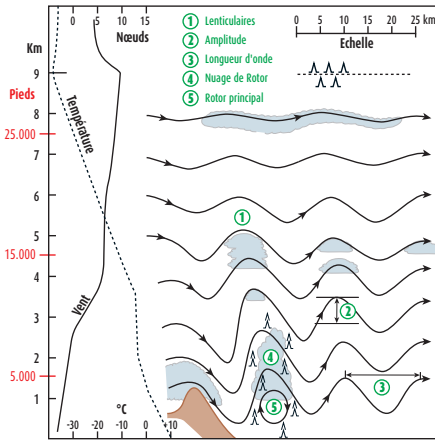 0 5 10 15
Nœuds
Km
9
Pieds
8
25.000
7
6
5
15.000
4
3
2
5.000
1
Température
Vent
-30 -20 °C 0 +10
1 Lenticulaires
2 Amplitude
3 Longueur d'onde
4 Nuage de Rotor
5 Rotor principal
0 5 10 15 25 km
Echelle
1
2
3
4
5